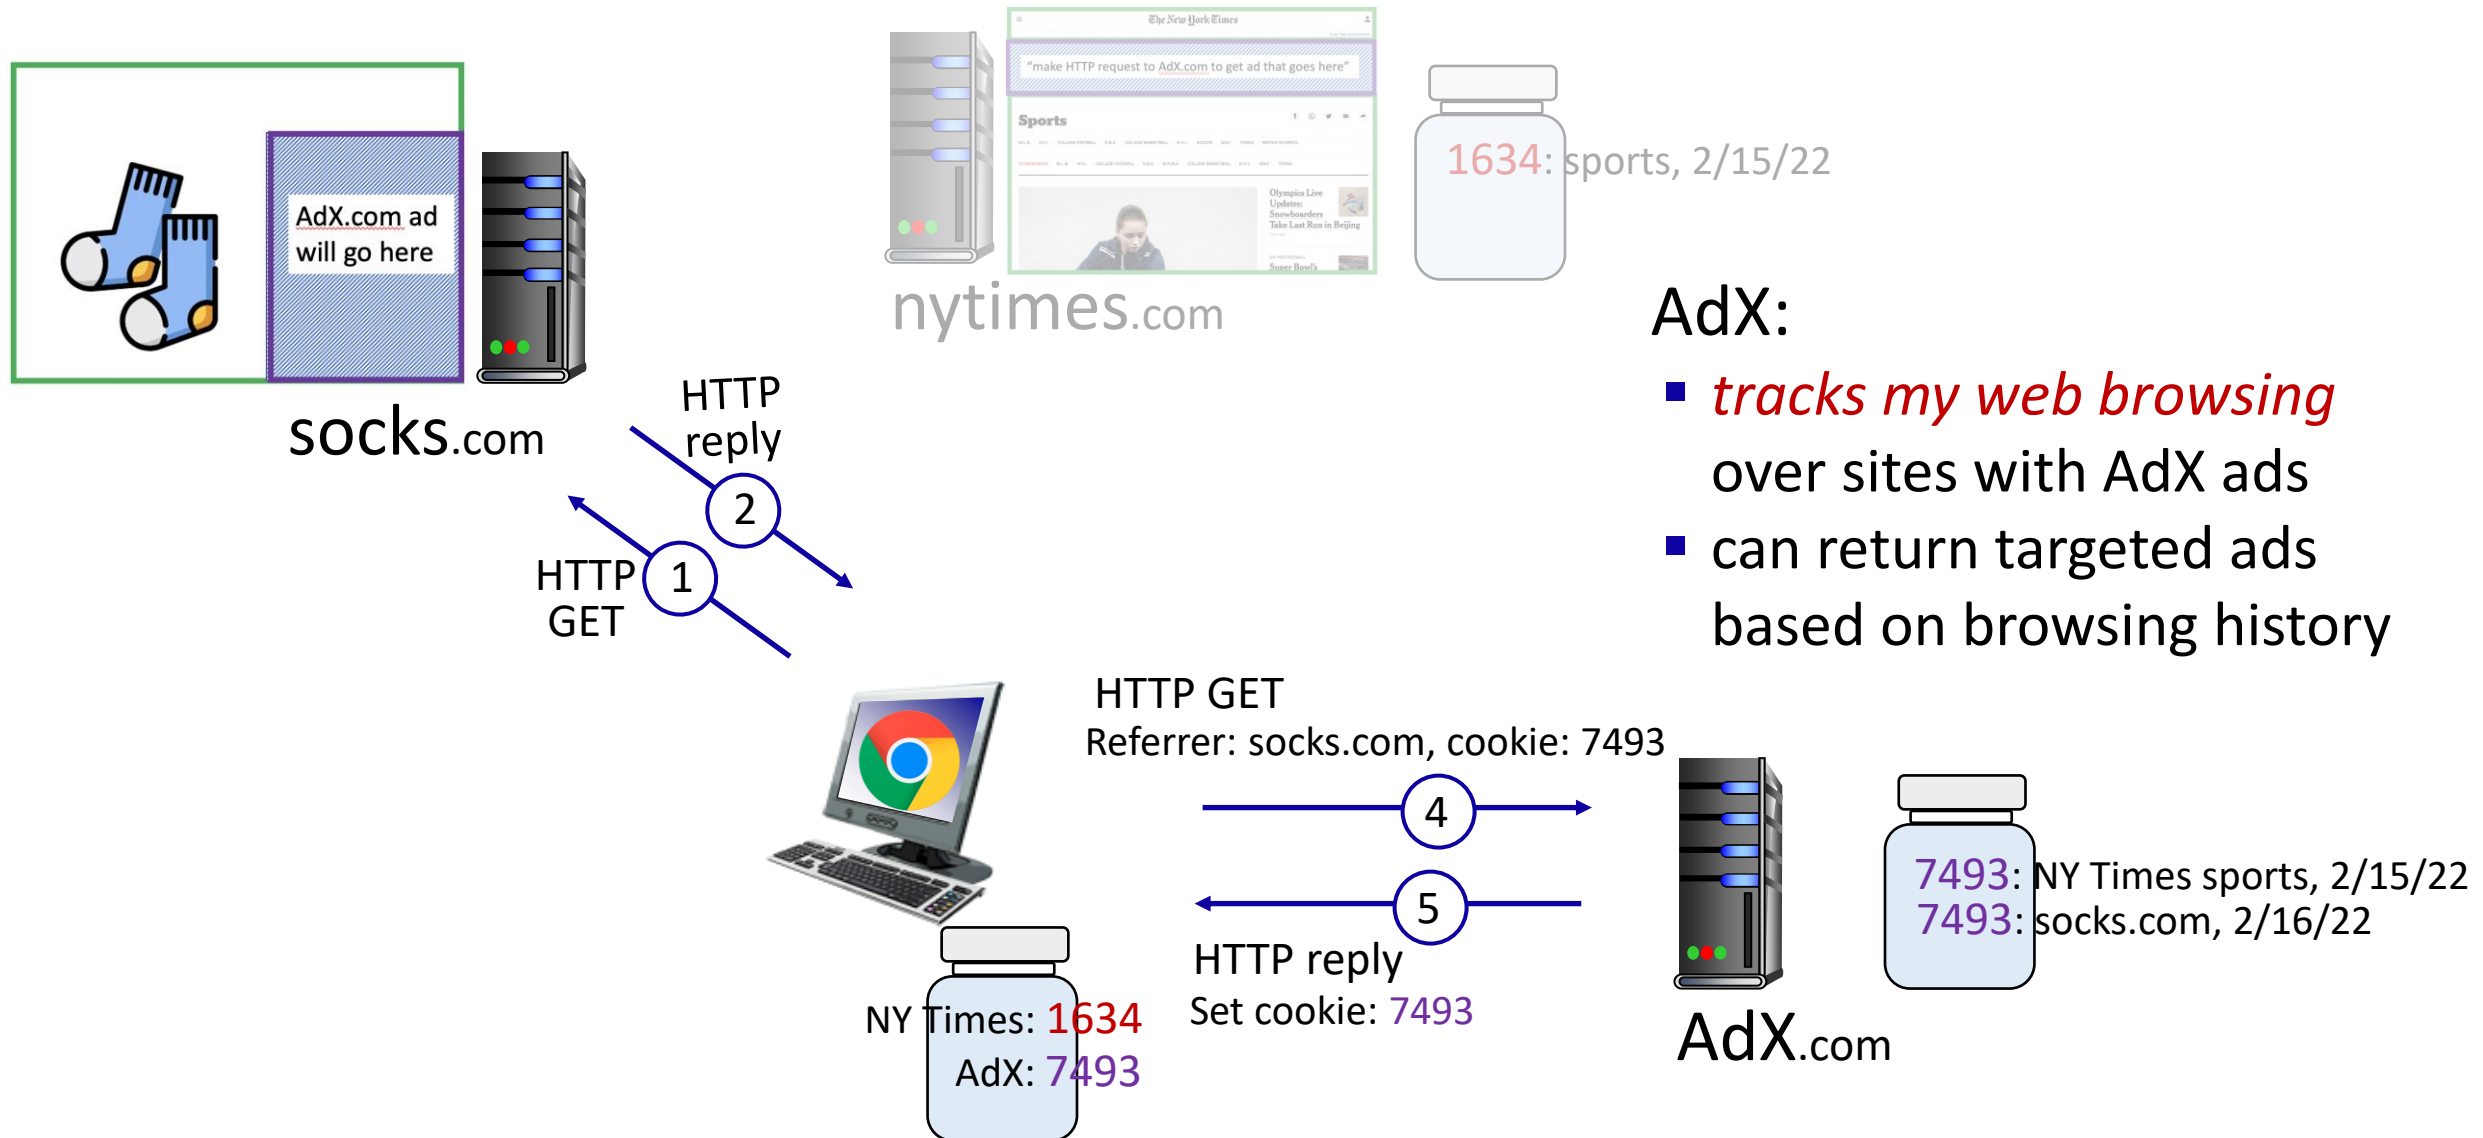 The New York Times
"make HTTP request to AdX.com to get ad that goes here"
Sports
Olympics Live
Updates:
Snowboarders
Take Last Run in Beijing
Super Bowl's
1634: sports, 2/15/22
nytimes.com
AdX.com ad
will go here
socks.com
HTTP
reply
2
HTTP
GET
1
AdX:
tracks my web browsing
over sites with AdX ads
can return targeted ads
based on browsing history
HTTP GET
Referrer: socks.com, cookie: 7493
4
5
HTTP reply
Set cookie: 7493
7493: NY Times sports, 2/15/22
7493: socks.com, 2/16/22
AdX.com
NY Times: 1634
AdX: 7493